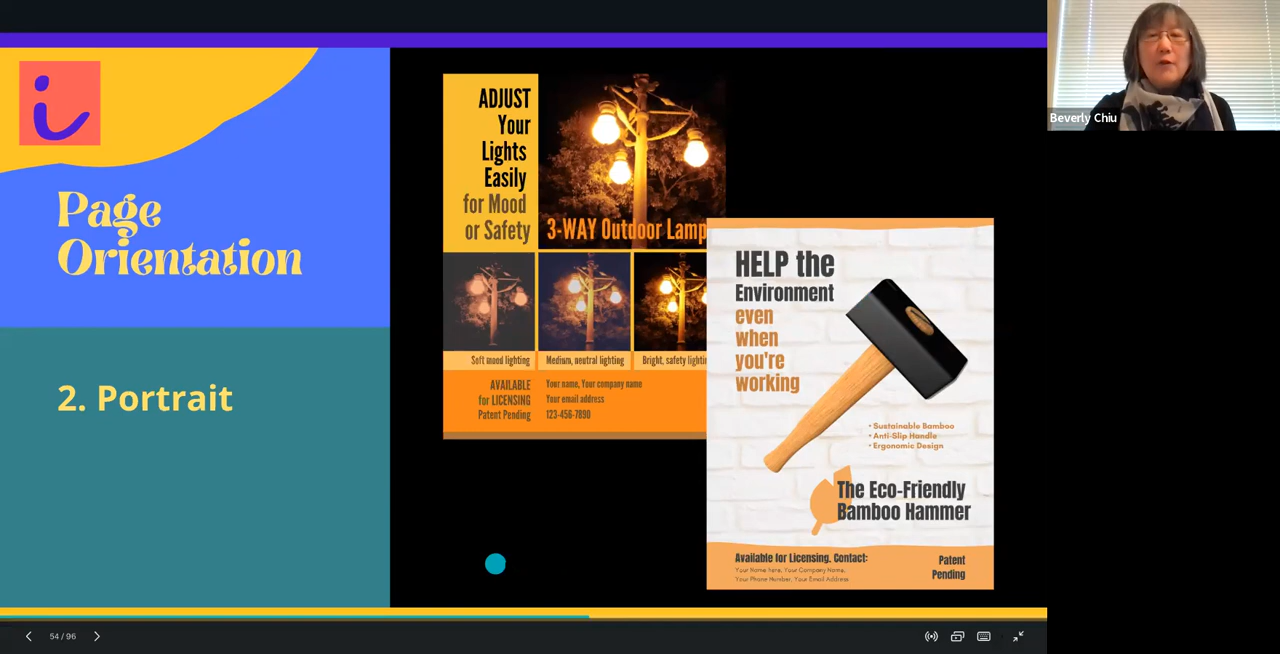 Page
Orientation
2. Portrait
ADJUST
Your
Lights
Easily
for Mood
or Safety
3-WAY Outdoor Lamp
Soft mood lighting
Medium, neutral lighting
Bright, safety
AVAILABLE
for LICENSING
Patent Pending
Your name, Your company name
Your email address
123-456-7890
HELP the
Environment
even
when
you're
working
• Sustainable Bamboo
• Anti-Slip Handle
• Ergonomic Design
The Eco-Friendly
Bamboo Hammer
Available for Licensing. Contact:
Your Name here, Your Company Name,
Your Phone Number, Your Email Address
Patent
Pending
Beverly Chiu
54 / 96